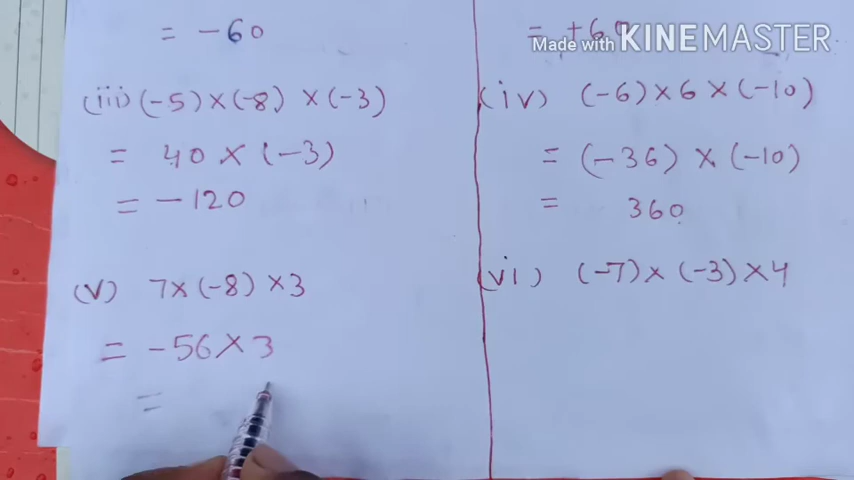 = -60
(iii) (-5)×(-8) ×(-3)
= 40 × (-3)
= -120
(v) 7×(-8) ×3
= -56×3
=
= +60
Made with KINEMASTER
(iv) (-6)×6×(-10)
= (-36) × (-10)
= 360
(vi) (-7)×(-3)×4